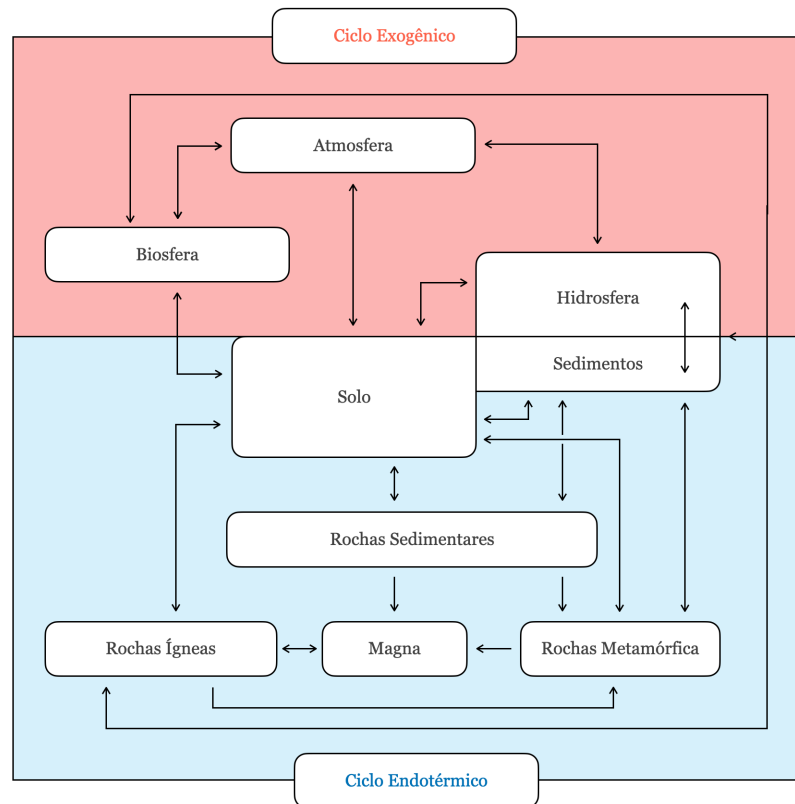 Ciclo Exogênico
Atmosfera
Biosfera
Hidrosfera
Sedimentos
Solo
Rochas Sedimentares
Rochas Ígneas
Magna
Rochas Metamórfica
Ciclo Endotérmico